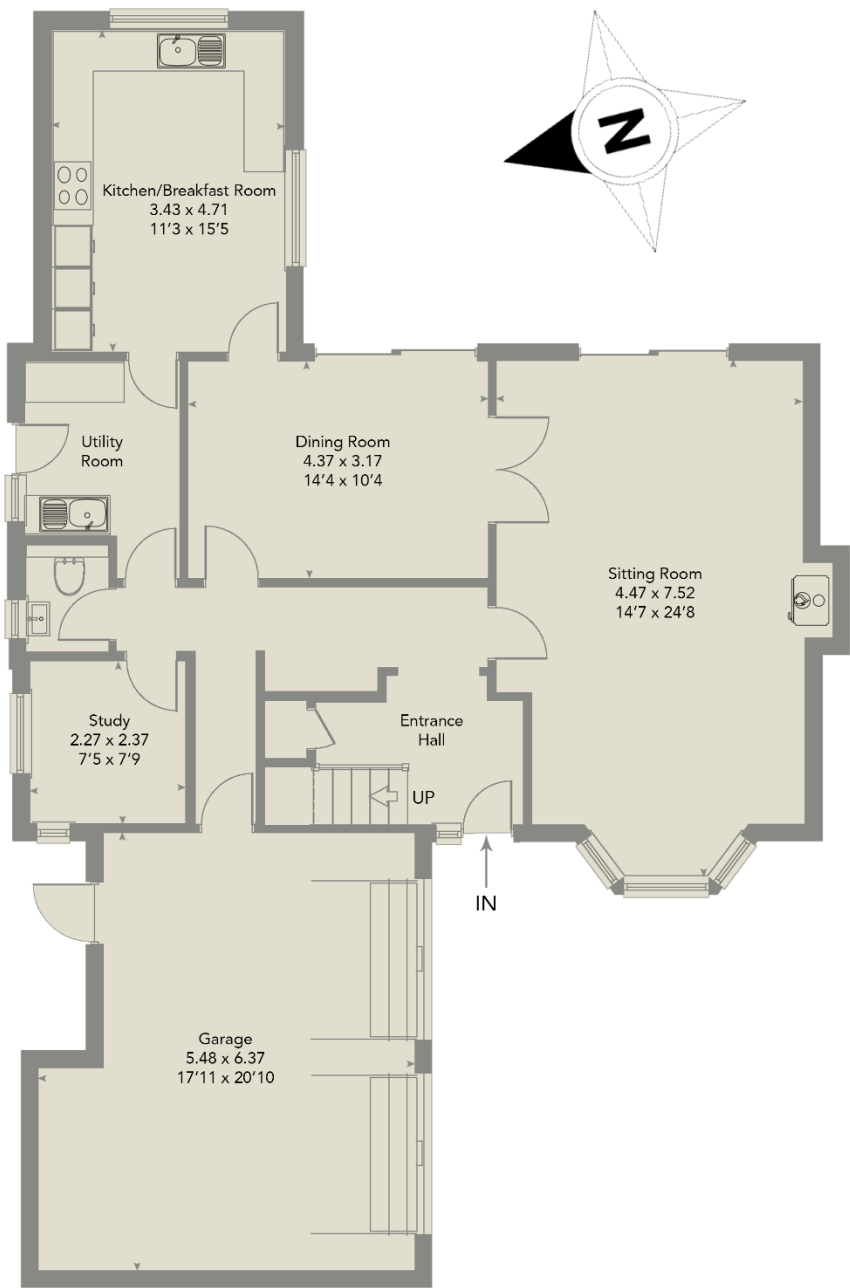 N
Kitchen/Breakfast Room
3.43 x 4.71
11'3 x 15'5
Utility
Room
Dining Room
4.37 x 3.17
14'4 x 10'4
Sitting Room
4.47 x 7.52
14'7 x 24'8
Study
2.27 x 2.37
7'5 x 7'9
Entrance
Hall
UP
IN
Garage
5.48 x 6.37
17'11 x 20'10